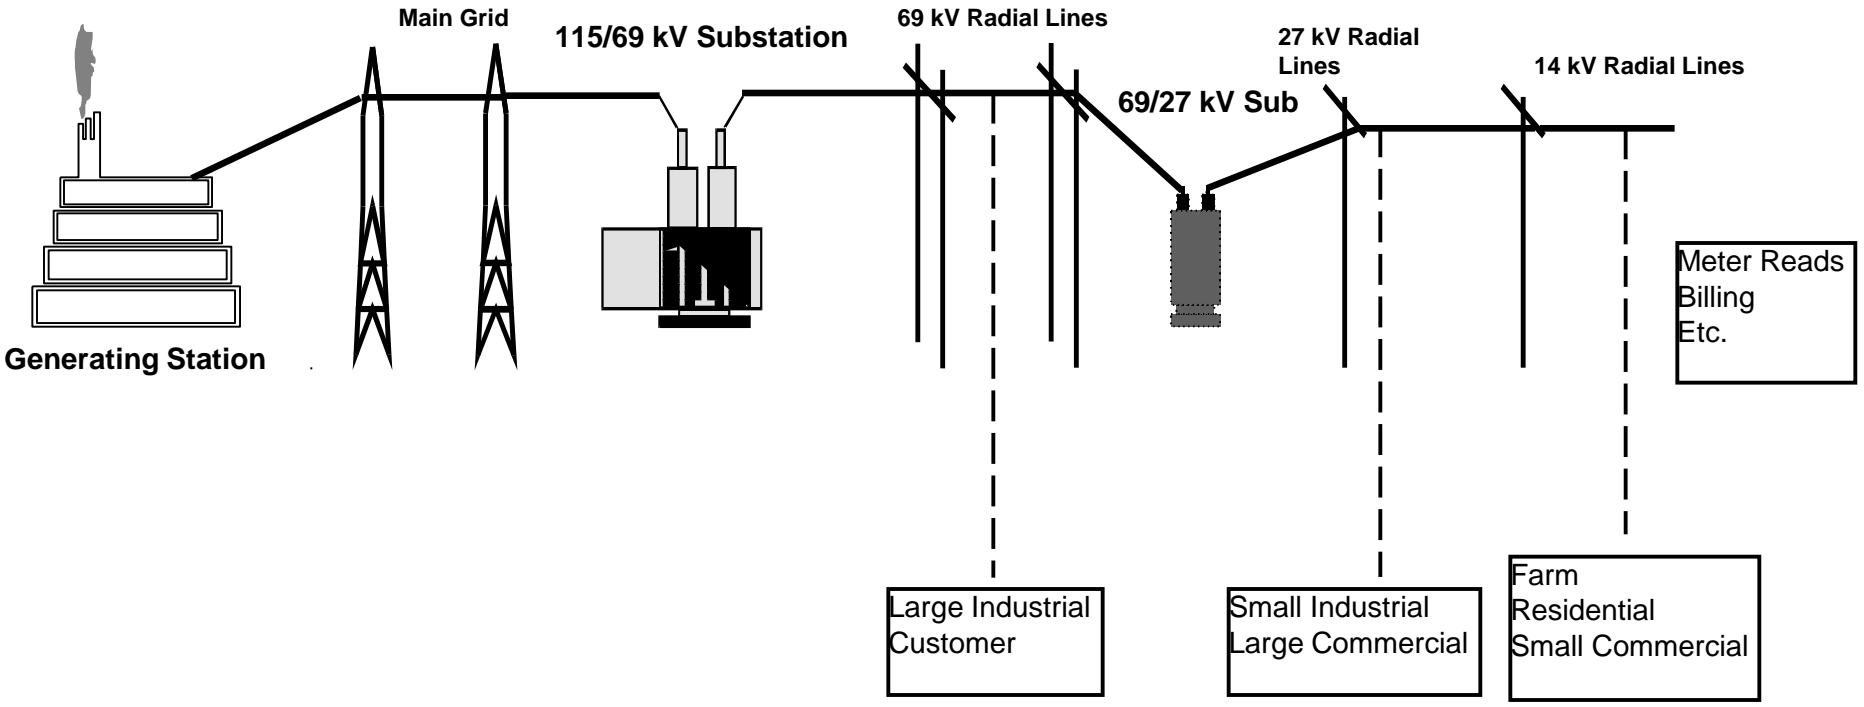 Main Grid
115/69 kV Substation
69 kV Radial Lines
27 kV Radial
Lines
14 kV Radial Lines
69/27 kV Sub
Meter Reads
Billing
Etc.
Generating Station
Large Industrial
Customer
Small Industrial
Large Commercial
Farm
Residential
Small Commercial